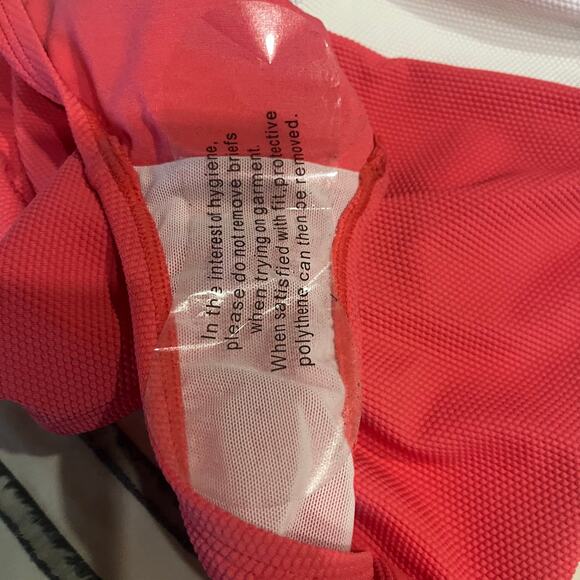 In the interest of hygiene,
please do not remove briefs
when trying on garment.
When satisfied with fit, protective
polythene can then be removed.